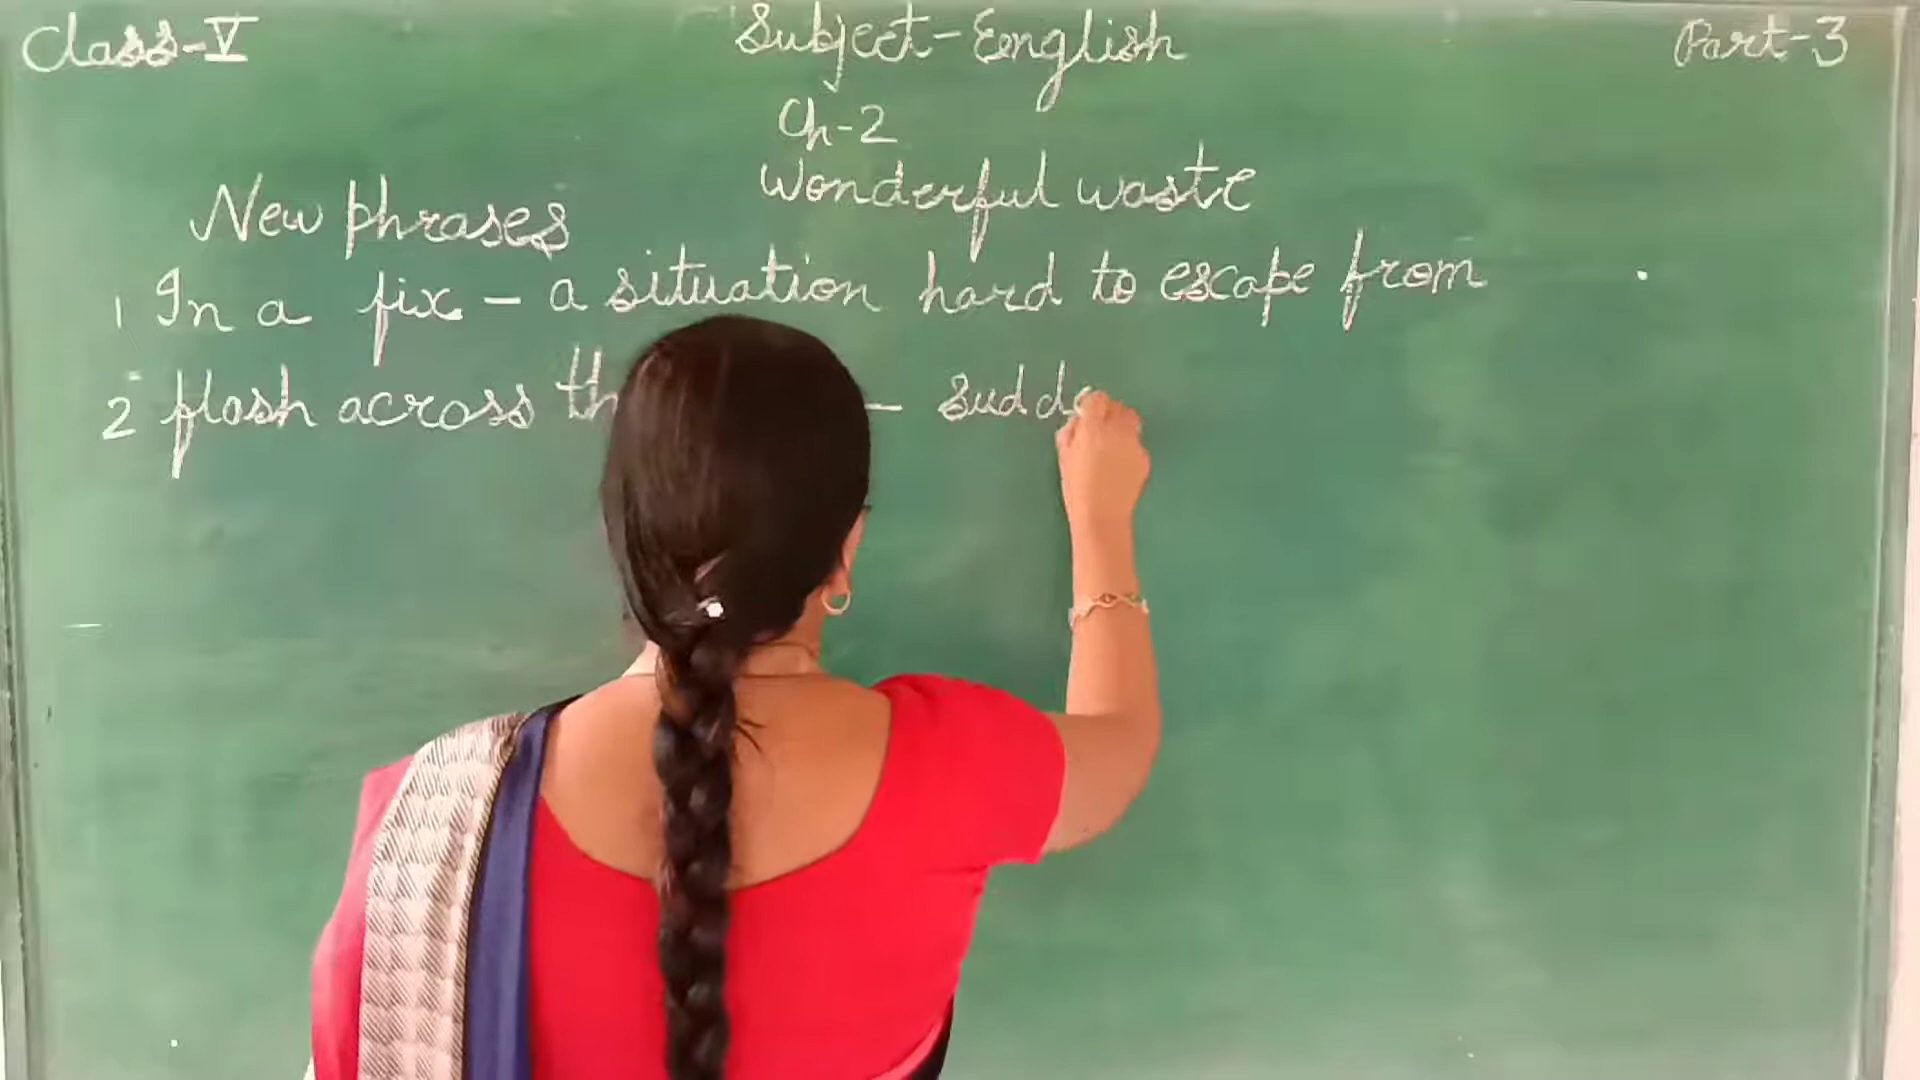 Class-V Subject-English Part-3
Ch-2
Wonderful waste
New phrases
1 In a fix - a situation hard to escape from
2 flash across th - sudde